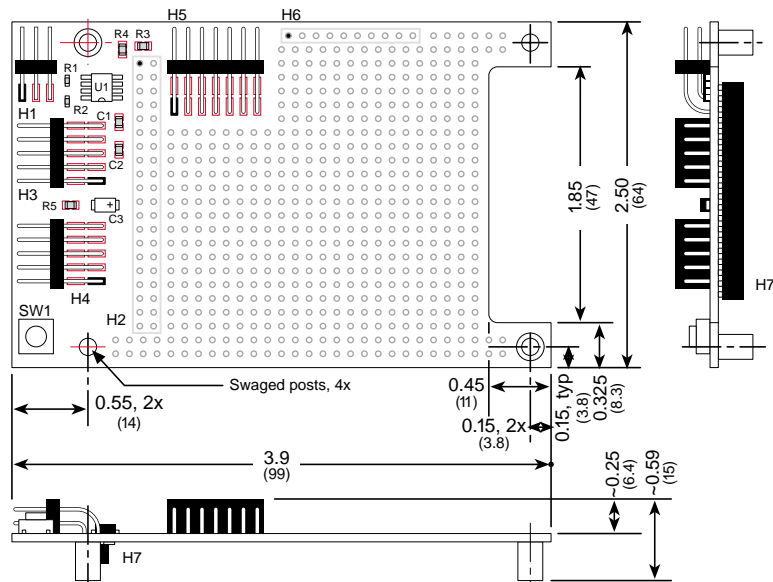 H5
H6
R4 R3
R1
U1
R2
C1
H1
C2
H3
R5
+
C3
H4
H2
SW1
1.85
(47)
2.50
(64)
H7
Swaged posts, 4x
0.55, 2x
(14)
0.45
(11)
0.15, 2x
(3.8)
0.15, typ
(3.8)
0.325
(8.3)
3.9
(99)
~0.25
(6.4)
~0.59
(15)
H7